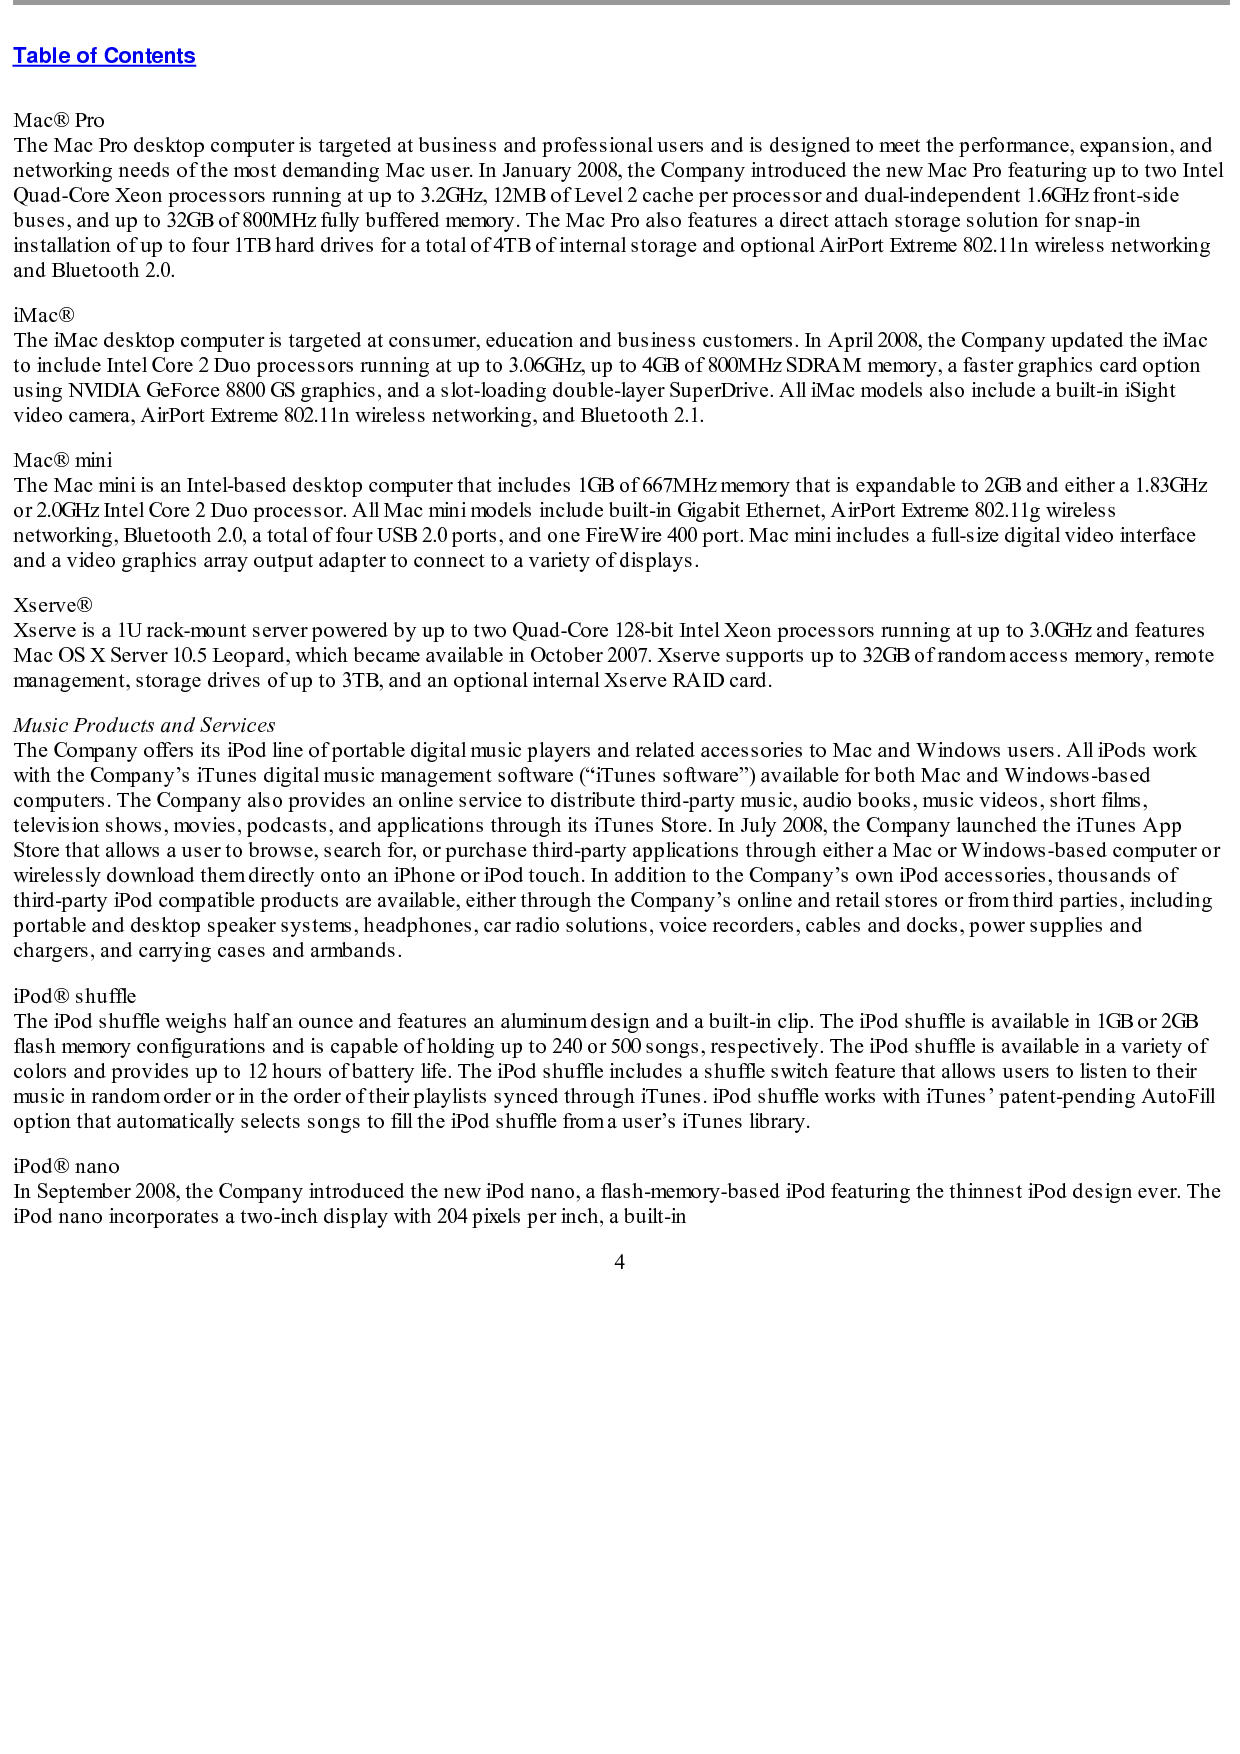 Table of Contents
Mac® Pro
The Mac Pro desktop computer is targeted at business and professional users and is designed to meet the performance, expansion, and
networking needs of the most demanding Mac user. In January 2008, the Company introduced the new Mac Pro featuring up to two Intel
Quad-Core Xeon processors running at up to 3.2GHz, 12MB of Level 2 cache per processor and dual-independent 1.6GHz front-side
buses, and up to 32GB of 800MHz fully buffered memory. The Mac Pro also features a direct attach storage solution for snap-in
installation of up to four 1TB hard drives for a total of 4TB of internal storage and optional AirPort Extreme 802.11n wireless networking
and Bluetooth 2.0.
iMac®
The iMac desktop computer is targeted at consumer, education and business customers. In April 2008, the Company updated the iMac
to include Intel Core 2 Duo processors running at up to 3.06GHz, up to 4GB of 800MHz SDRAM memory, a faster graphics card option
using NVIDIA GeForce 8800 GS graphics, and a slot-loading double-layer SuperDrive. All iMac models also include a built-in iSight
video camera, AirPort Extreme 802.11n wireless networking, and Bluetooth 2.1.
Mac® mini
The Mac mini is an Intel-based desktop computer that includes 1GB of 667MHz memory that is expandable to 2GB and either a 1.83GHz
or 2.0GHz Intel Core 2 Duo processor. All Mac mini models include built-in Gigabit Ethernet, AirPort Extreme 802.11g wireless
networking, Bluetooth 2.0, a total of four USB 2.0 ports, and one FireWire 400 port. Mac mini includes a full-size digital video interface
and a video graphics array output adapter to connect to a variety of displays.
Xserve®
Xserve is a 1U rack-mount server powered by up to two Quad-Core 128-bit Intel Xeon processors running at up to 3.0GHz and features
Mac OS X Server 10.5 Leopard, which became available in October 2007. Xserve supports up to 32GB of random access memory, remote
management, storage drives of up to 3TB, and an optional internal Xserve RAID card.
Music Products and Services
The Company offers its iPod line of portable digital music players and related accessories to Mac and Windows users. All iPods work
with the Company’s iTunes digital music management software (“iTunes software”) available for both Mac and Windows-based
computers. The Company also provides an online service to distribute third-party music, audio books, music videos, short films,
television shows, movies, podcasts, and applications through its iTunes Store. In July 2008, the Company launched the iTunes App
Store that allows a user to browse, search for, or purchase third-party applications through either a Mac or Windows-based computer or
wirelessly download them directly onto an iPhone or iPod touch. In addition to the Company’s own iPod accessories, thousands of
third-party iPod compatible products are available, either through the Company’s online and retail stores or from third parties, including
portable and desktop speaker systems, headphones, car radio solutions, voice recorders, cables and docks, power supplies and
chargers, and carrying cases and armbands.
iPod® shuffle
The iPod shuffle weighs half an ounce and features an aluminum design and a built-in clip. The iPod shuffle is available in 1GB or 2GB
flash memory configurations and is capable of holding up to 240 or 500 songs, respectively. The iPod shuffle is available in a variety of
colors and provides up to 12 hours of battery life. The iPod shuffle includes a shuffle switch feature that allows users to listen to their
music in random order or in the order of their playlists synced through iTunes. iPod shuffle works with iTunes’ patent-pending AutoFill
option that automatically selects songs to fill the iPod shuffle from a user’s iTunes library.
iPod® nano
In September 2008, the Company introduced the new iPod nano, a flash-memory-based iPod featuring the thinnest iPod design ever. The
iPod nano incorporates a two-inch display with 204 pixels per inch, a built-in
4